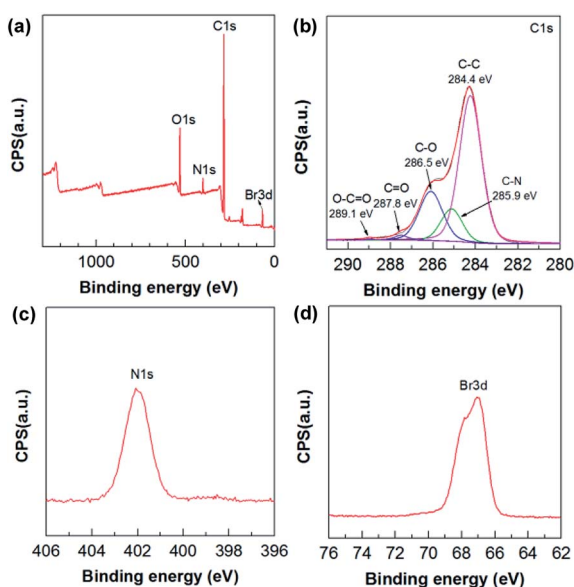 (a)
C1s
O1s
N1s
Br3d
CPS(a.u.)
1000 500 0
Binding energy (eV)
(b)
C1s
C-C
284.4 eV
C-O
286.5 eV
C=O
287.8 eV
O-C=O
289.1 eV
C-N
285.9 eV
CPS(a.u.)
290 288 286 284 282 280
Binding energy (eV)
(c)
N1s
CPS(a.u.)
406 404 402 400 398 396
Binding energy (eV)
(d)
Br3d
CPS(a.u.)
76 74 72 70 68 66 64 62
Binding energy (eV)